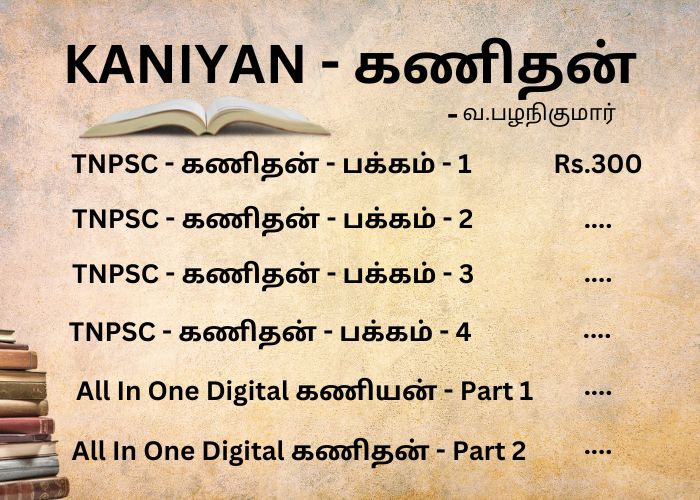 KANIYAN - கணிதன்
- வ.பழநிகுமார்
TNPSC - கணிதன் - பக்கம் - 1 Rs.300
TNPSC - கணிதன் - பக்கம் - 2 ....
TNPSC - கணிதன் - பக்கம் - 3 ....
TNPSC - கணிதன் - பக்கம் - 4 ....
All In One Digital கணியன் - Part 1 ....
All In One Digital கணிதன் - Part 2 ....